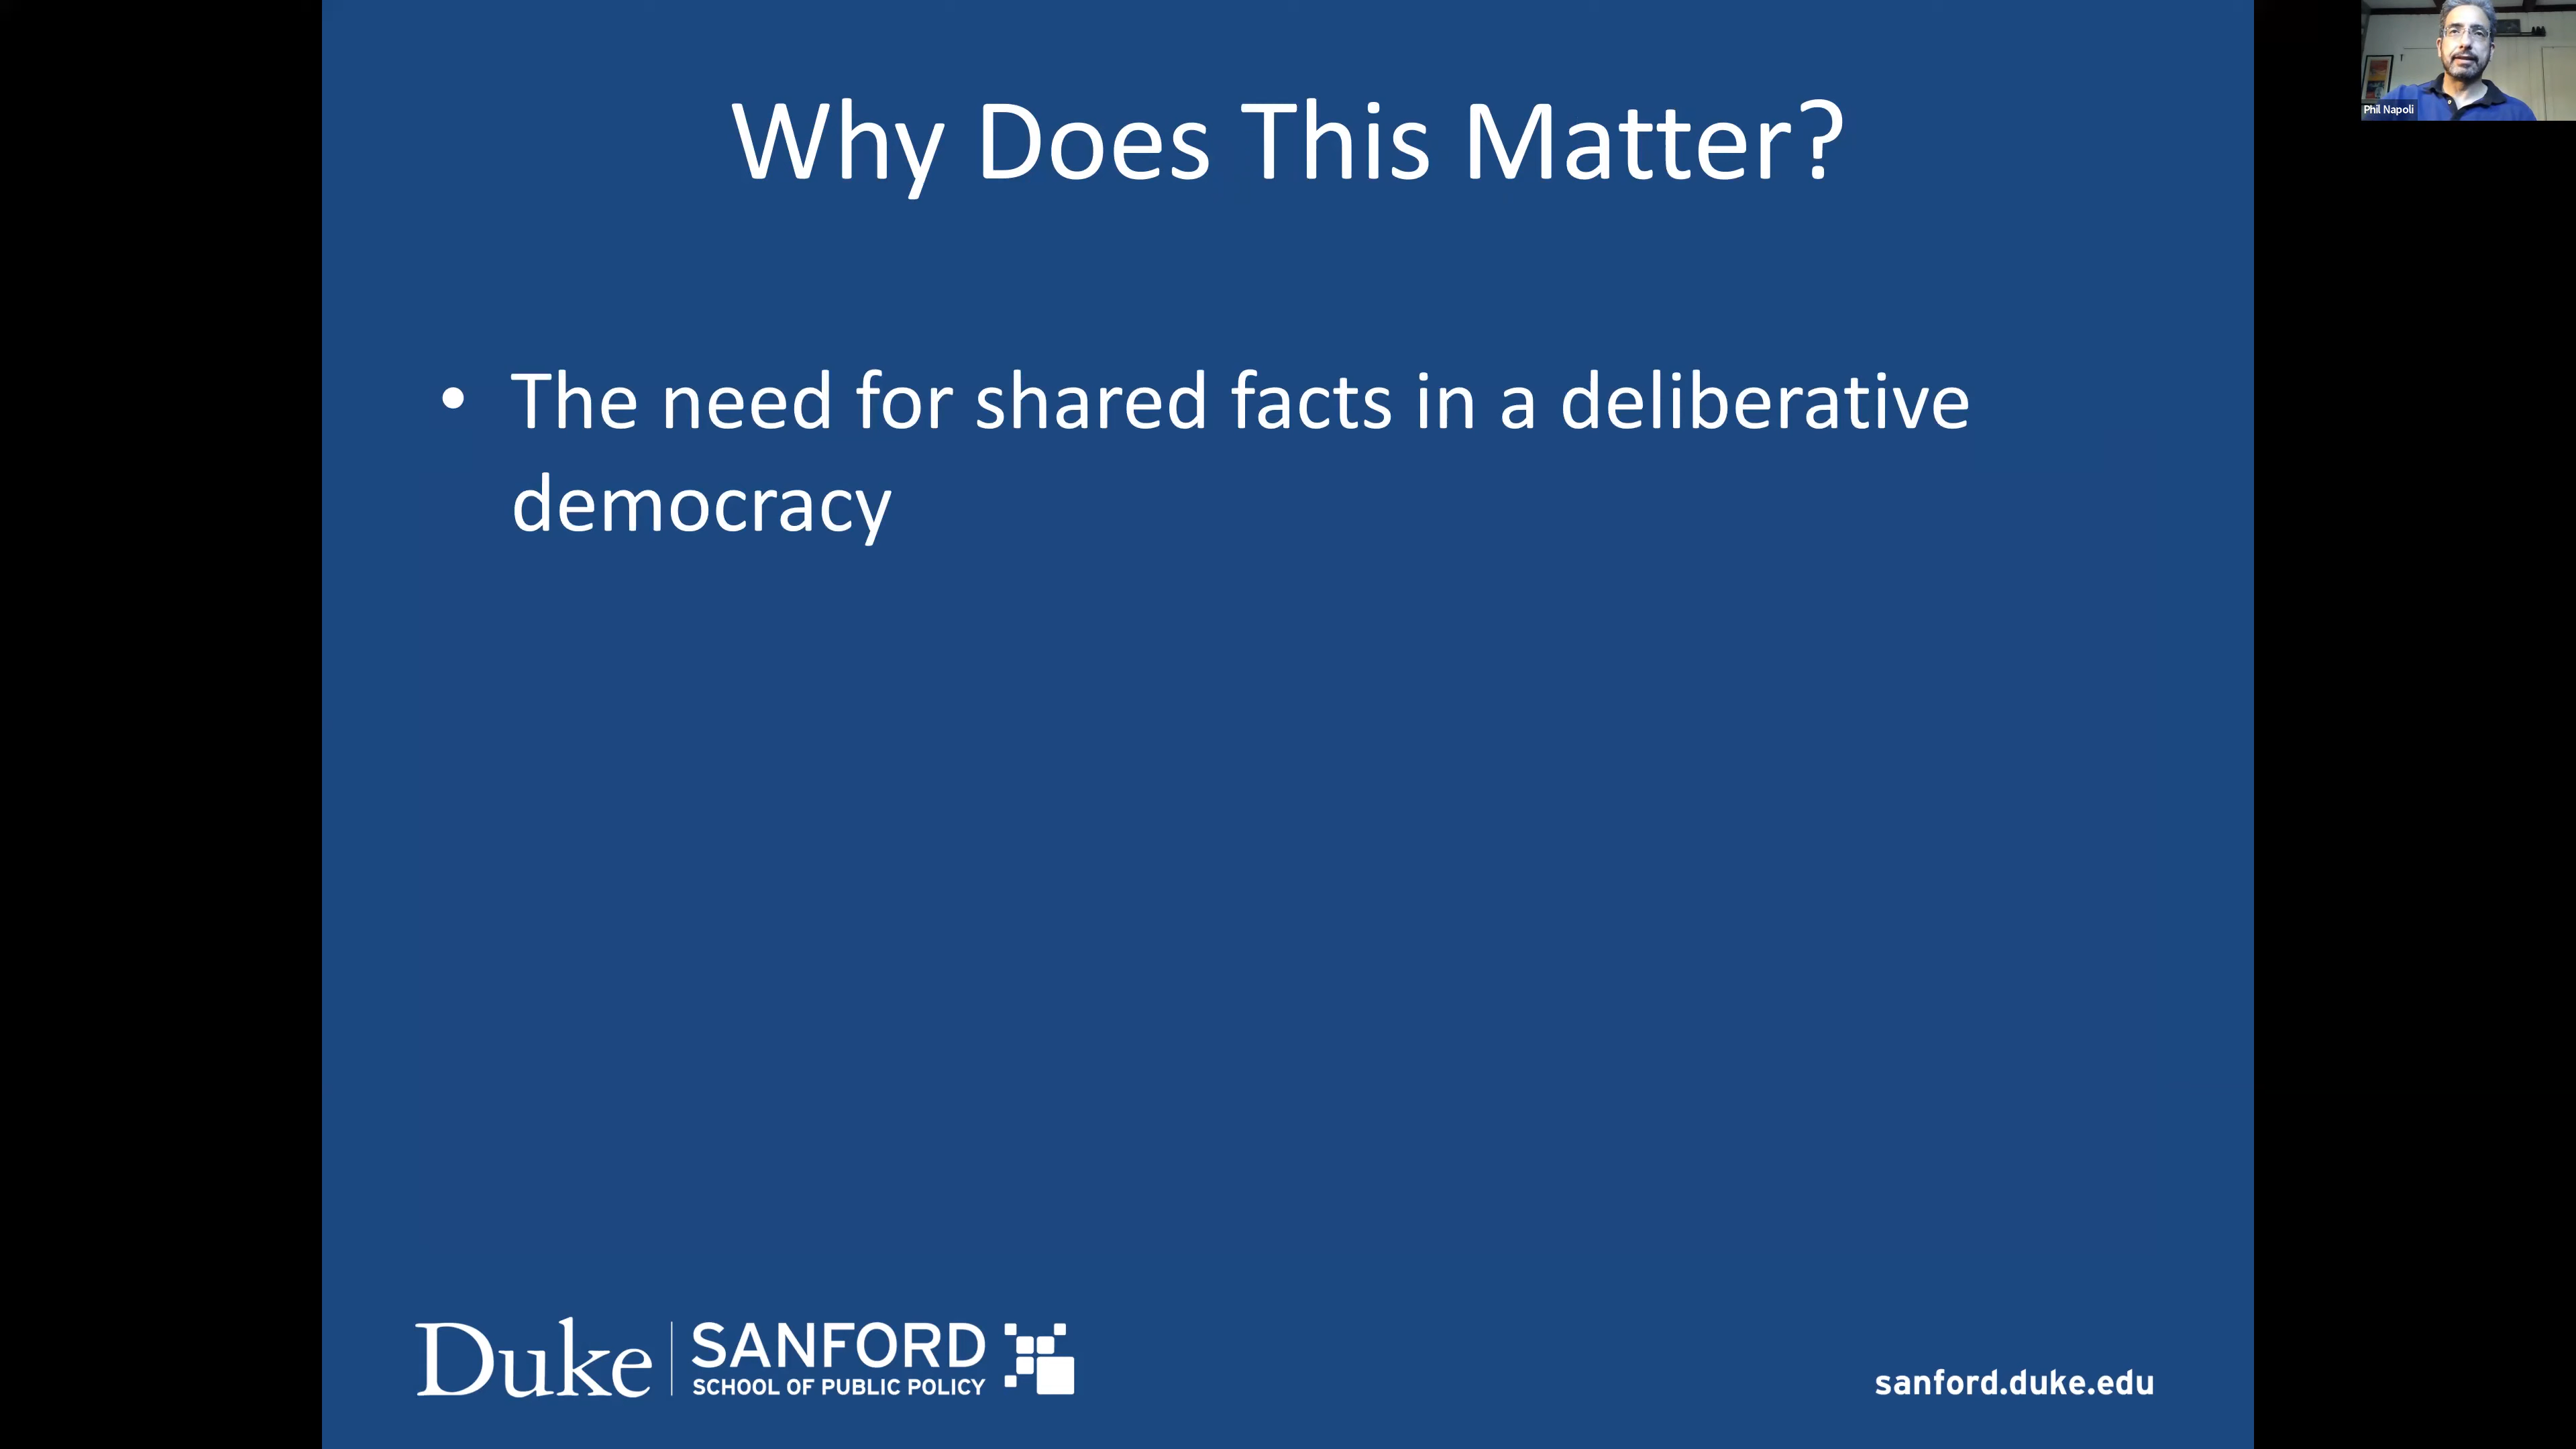 Why Does This Matter?
Phil Napoli
• The need for shared facts in a deliberative
democracy
Duke
SANFORD
SCHOOL OF PUBLIC POLICY
sanford.duke.edu